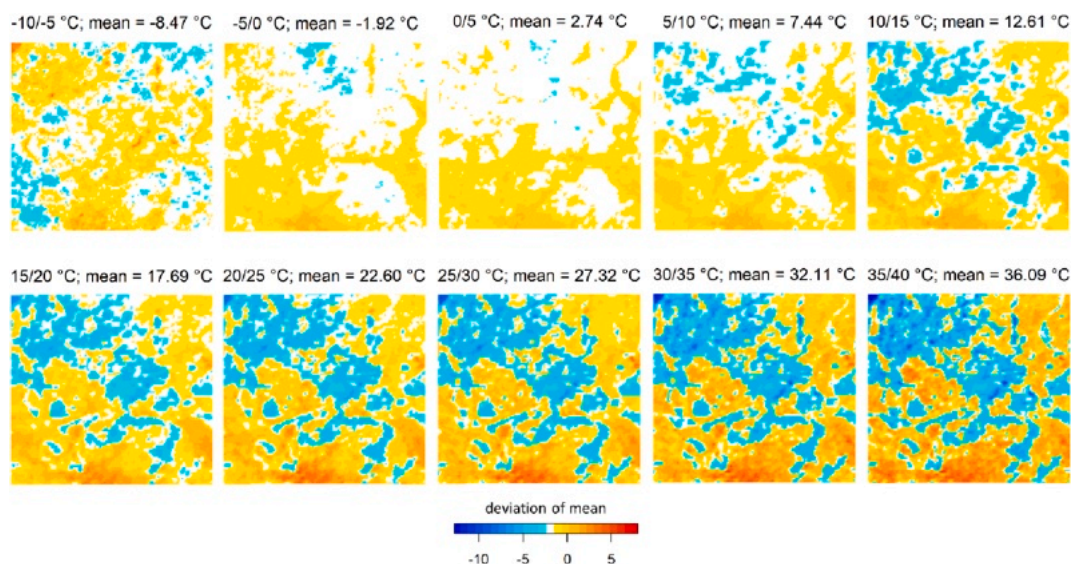 -10/-5 °C; mean = -8.47 °C
-5/0 °C; mean = -1.92 °C
0/5 °C; mean = 2.74 °C
5/10 °C; mean = 7.44 °C
10/15 °C; mean = 12.61 °C
15/20 °C; mean = 17.69 °C
20/25 °C; mean = 22.60 °C
25/30 °C; mean = 27.32 °C
30/35 °C; mean = 32.11 °C
35/40 °C; mean = 36.09 °C
deviation of mean
-10 -5 0 5